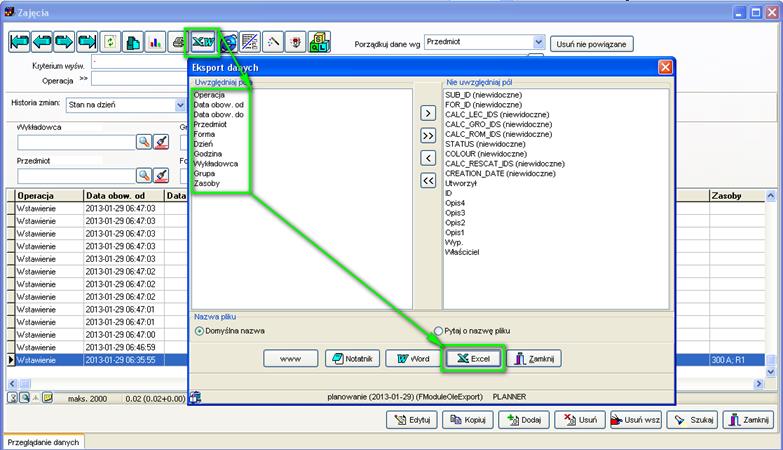 Zajęcia
X W
SQL
Porządkuj dane wg
Przedmiot
Usuń nie powiązane
Kryterium wyśw.
Operacja >>
Historia zmian:
Stan na dzień
Wykładowca
Gr
Przedmiot
Fo
Operacja
Data obow. od
Data
Zasoby
Wstawienie 2013-01-29 06:47:03
Wstawienie 2013-01-29 06:47:03
Wstawienie 2013-01-29 06:47:03
Wstawienie 2013-01-29 06:47:03
Wstawienie 2013-01-29 06:47:03
Wstawienie 2013-01-29 06:47:02
Wstawienie 2013-01-29 06:47:02
Wstawienie 2013-01-29 06:47:02
Wstawienie 2013-01-29 06:47:01
Wstawienie 2013-01-29 06:47:01
Wstawienie 2013-01-29 06:47:00
Wstawienie 2013-01-29 06:46:59
Wstawienie 2013-01-29 06:35:55
300 A; R1
Eksport danych
Uwzględniaj pola
Operacja
Data obow. od
Data obow. do
Przedmiot
Forma
Dzień
Godzina
Wykładowca
Grupa
Zasoby
>
>>
<
<<
Nie uwzględniaj pól
SUB_ID (niewidoczne)
FOR_ID (niewidoczne)
CALC_LEC_IDS (niewidoczne)
CALC_GRO_IDS (niewidoczne)
CALC_ROM_IDS (niewidoczne)
STATUS (niewidoczne)
COLOUR (niewidoczne)
CALC_RESCAT_IDS (niewidoczne)
CREATION_DATE (niewidoczne)
Utworzył
ID
Opis4
Opis3
Opis2
Opis1
Wyp.
Właściciel
Nazwa pliku
Domyślna nazwa
Pytaj o nazwę pliku
www
Notatnik
Word
Excel
Zamknij
planowanie (2013-01-29) (FModuleOleExport) PLANNER
maks. 2000
0.02 (0.02+0.00)
Edytuj
Kopiuj
Dodaj
Usuń
Usuń wsz
Szukaj
Zamknij
Przeglądanie danych